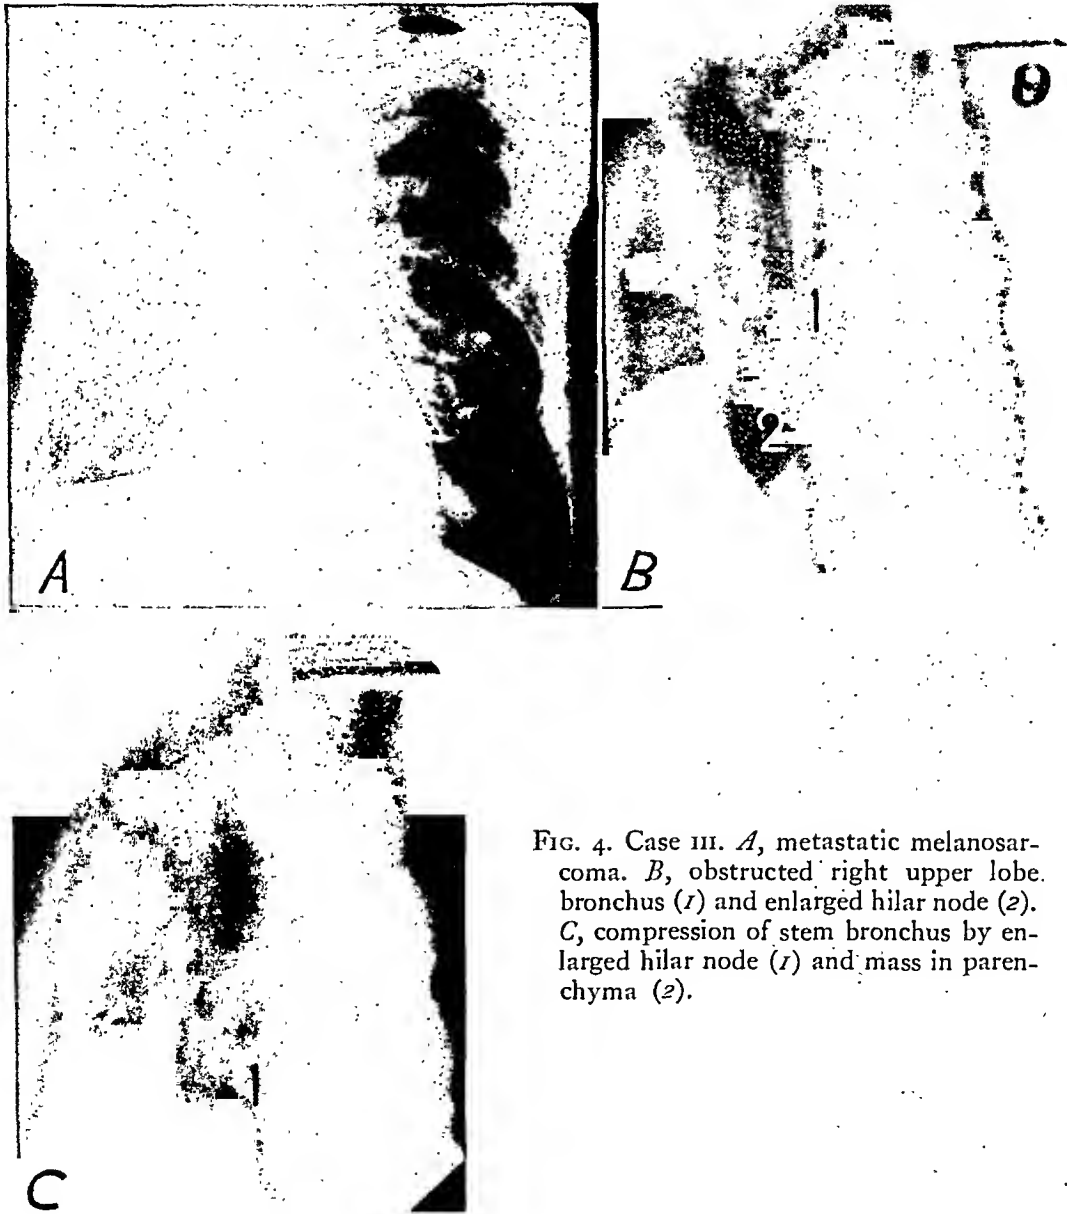 A
B
1
2
C
1
FIG. 4. Case III. A, metastatic melanosar-
coma. B, obstructed right upper lobe.
bronchus (1) and enlarged hilar node (2).
C, compression of stem bronchus by en-
larged hilar node (1) and mass in paren-
chyma (2).